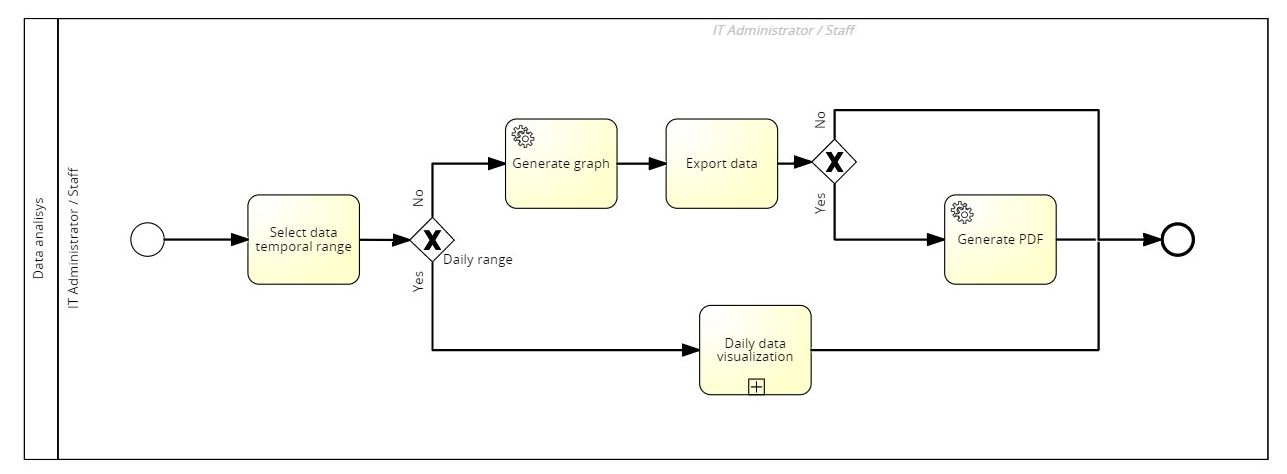 IT Administrator / Staff
Data analisys
IT Administrator / Staff
Select data
temporal range
No
Daily range
Yes
Generate graph
Export data
No
Yes
Generate PDF
Daily data
visualization